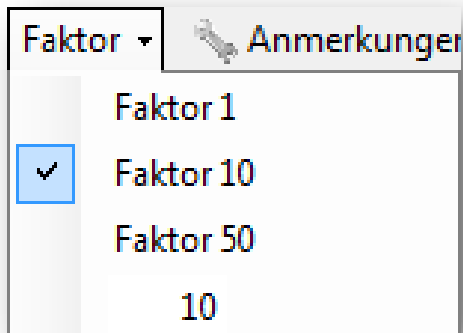 Faktor Anmerkungen
Faktor 1
Faktor 10
Faktor 50
10